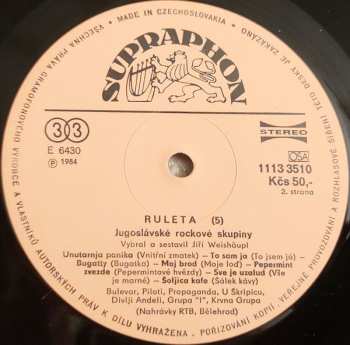 MADE IN CZECHOSLOVAKIA • VŠECHNA PRÁVA GRAMOFONOVÉHO VÝROBCE A VLASTNÍKŮ AUTORSKÝCH PRÁV K DÍLU VYHRAŽENA. • POŘIZOVÁNÍ KOPIÍ, VEŘEJNÉ PROVOZOVÁNÍ A ROZHLASOVÉ ŠÍŘENÍ TÉTO DESKY JE ZAKÁZÁNO •
SUPRAPHON
33
E 6430
℗ 1984
STEREO
OSA
1113 3510
Kčs 50,-
2. strana
RULETA (5)
Jugoslávské rockové skupiny
Vybral a sestavil Jiří Weishäupl
Unutarnja panika (Vnitřní zmatek) - To sam ja (To jsem já) -
Bugatty (Bugatka) - Moj brod (Moje loď) - Pepermint
zvezde (Pepermintové hvězdy) - Sve je uzalud (Vše
je marné) - Šoljica kafe (Šálek kávy)
Bulevar, Piloti, Propaganda, U Škripcu,
Divlji Anđeli, Grupa "I", Krvna Grupa
(Nahrávky RTB, Bělehrad)